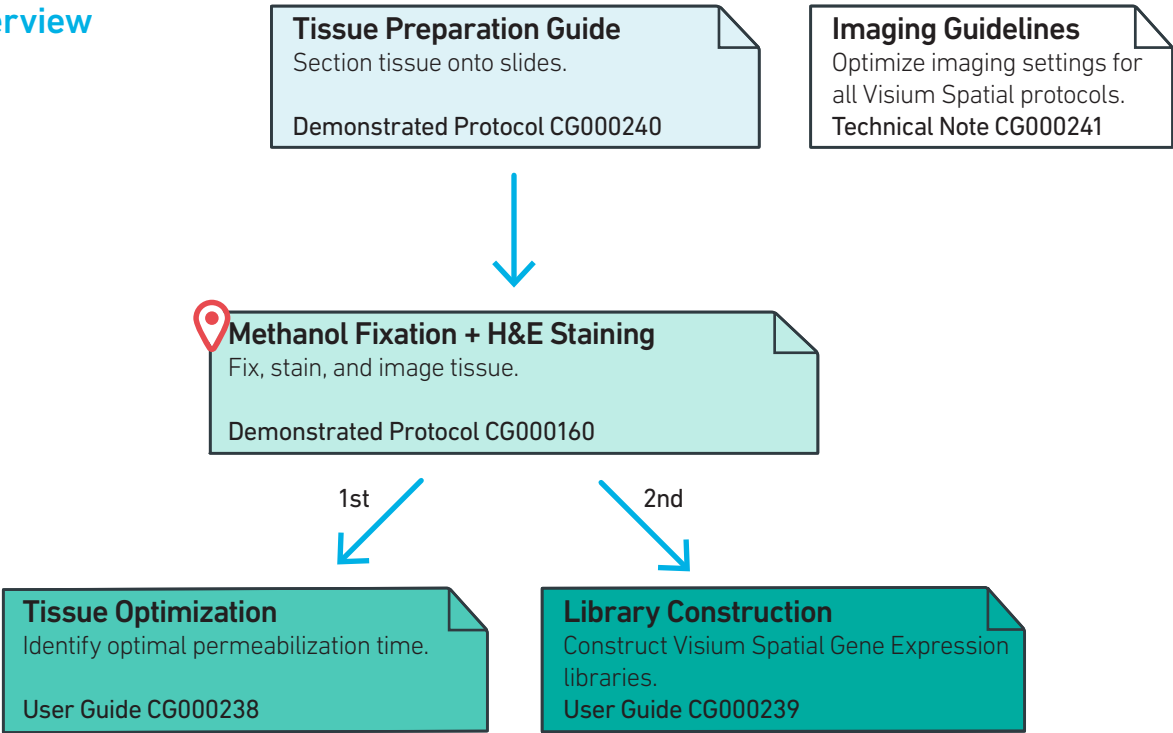 Tissue Preparation Guide
Section tissue onto slides.
Demonstrated Protocol CG000240
Imaging Guidelines
Optimize imaging settings for
all Visium Spatial protocols.
Technical Note CG000241
Methanol Fixation + H&E Staining
Fix, stain, and image tissue.
Demonstrated Protocol CG000160
1st
2nd
Tissue Optimization
Identify optimal permeabilization time.
User Guide CG000238
Library Construction
Construct Visium Spatial Gene Expression
libraries.
User Guide CG000239